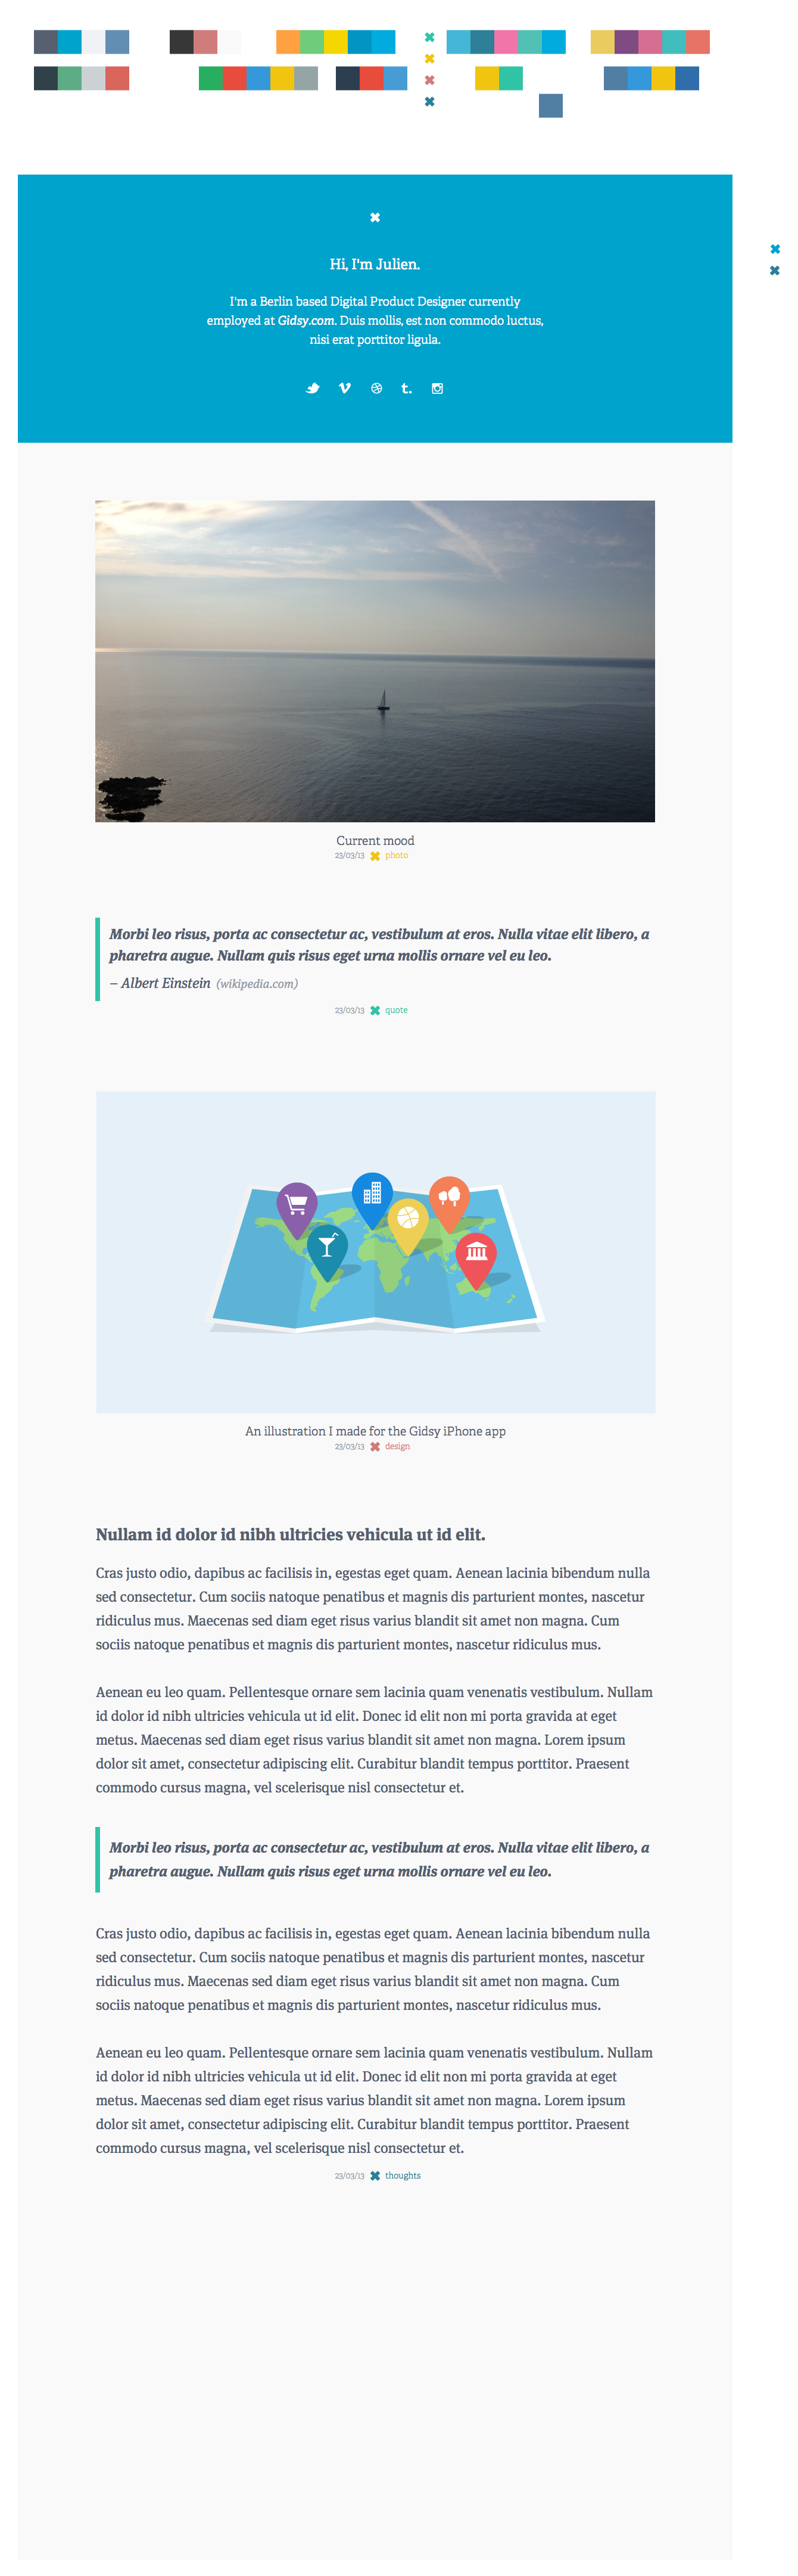 Hi, I'm Julien.
I'm a Berlin based Digital Product Designer currently
employed at Gidsy.com. Duis mollis, est non commodo luctus,
nisi erat porttitor ligula.
Current mood
23/03/13 photo
Morbi leo risus, porta ac consectetur ac, vestibulum at eros. Nulla vitae elit libero, a
pharetra augue. Nullam quis risus eget urna mollis ornare vel eu leo.
– Albert Einstein (wikipedia.com)
23/03/13 quote
An illustration I made for the Gidsy iPhone app
23/03/13 design
Nullam id dolor id nibh ultricies vehicula ut id elit.
Cras justo odio, dapibus ac facilisis in, egestas eget quam. Aenean lacinia bibendum nulla
sed consectetur. Cum sociis natoque penatibus et magnis dis parturient montes, nascetur
ridiculus mus. Maecenas sed diam eget risus varius blandit sit amet non magna. Cum
sociis natoque penatibus et magnis dis parturient montes, nascetur ridiculus mus.
Aenean eu leo quam. Pellentesque ornare sem lacinia quam venenatis vestibulum. Nullam
id dolor id nibh ultricies vehicula ut id elit. Donec id elit non mi porta gravida at eget
metus. Maecenas sed diam eget risus varius blandit sit amet non magna. Lorem ipsum
dolor sit amet, consectetur adipiscing elit. Curabitur blandit tempus porttitor. Praesent
commodo cursus magna, vel scelerisque nisl consectetur et.
Morbi leo risus, porta ac consectetur ac, vestibulum at eros. Nulla vitae elit libero, a
pharetra augue. Nullam quis risus eget urna mollis ornare vel eu leo.
Cras justo odio, dapibus ac facilisis in, egestas eget quam. Aenean lacinia bibendum nulla
sed consectetur. Cum sociis natoque penatibus et magnis dis parturient montes, nascetur
ridiculus mus. Maecenas sed diam eget risus varius blandit sit amet non magna. Cum
sociis natoque penatibus et magnis dis parturient montes, nascetur ridiculus mus.
Aenean eu leo quam. Pellentesque ornare sem lacinia quam venenatis vestibulum. Nullam
id dolor id nibh ultricies vehicula ut id elit. Donec id elit non mi porta gravida at eget
metus. Maecenas sed diam eget risus varius blandit sit amet non magna. Lorem ipsum
dolor sit amet, consectetur adipiscing elit. Curabitur blandit tempus porttitor. Praesent
commodo cursus magna, vel scelerisque nisl consectetur et.
23/03/13 thoughts